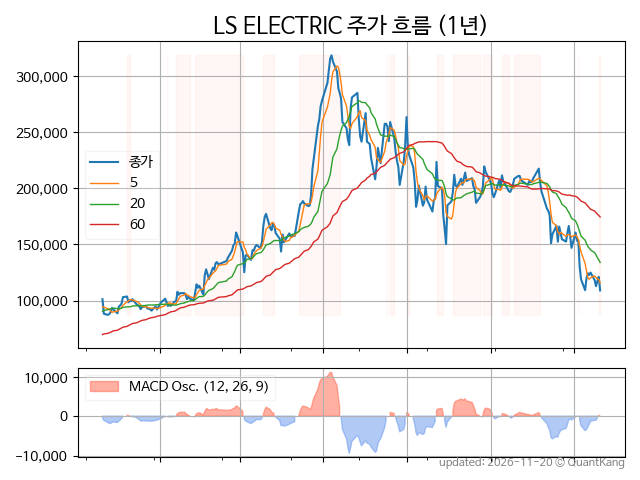 LS ELECTRIC 주가 흐름 (1년)
300,000
250,000
200,000
150,000
100,000
종가
5
20
60
10,000
0
-10,000
MACD Osc. (12, 26, 9)
updated: 2026-11-20 © QuantKang